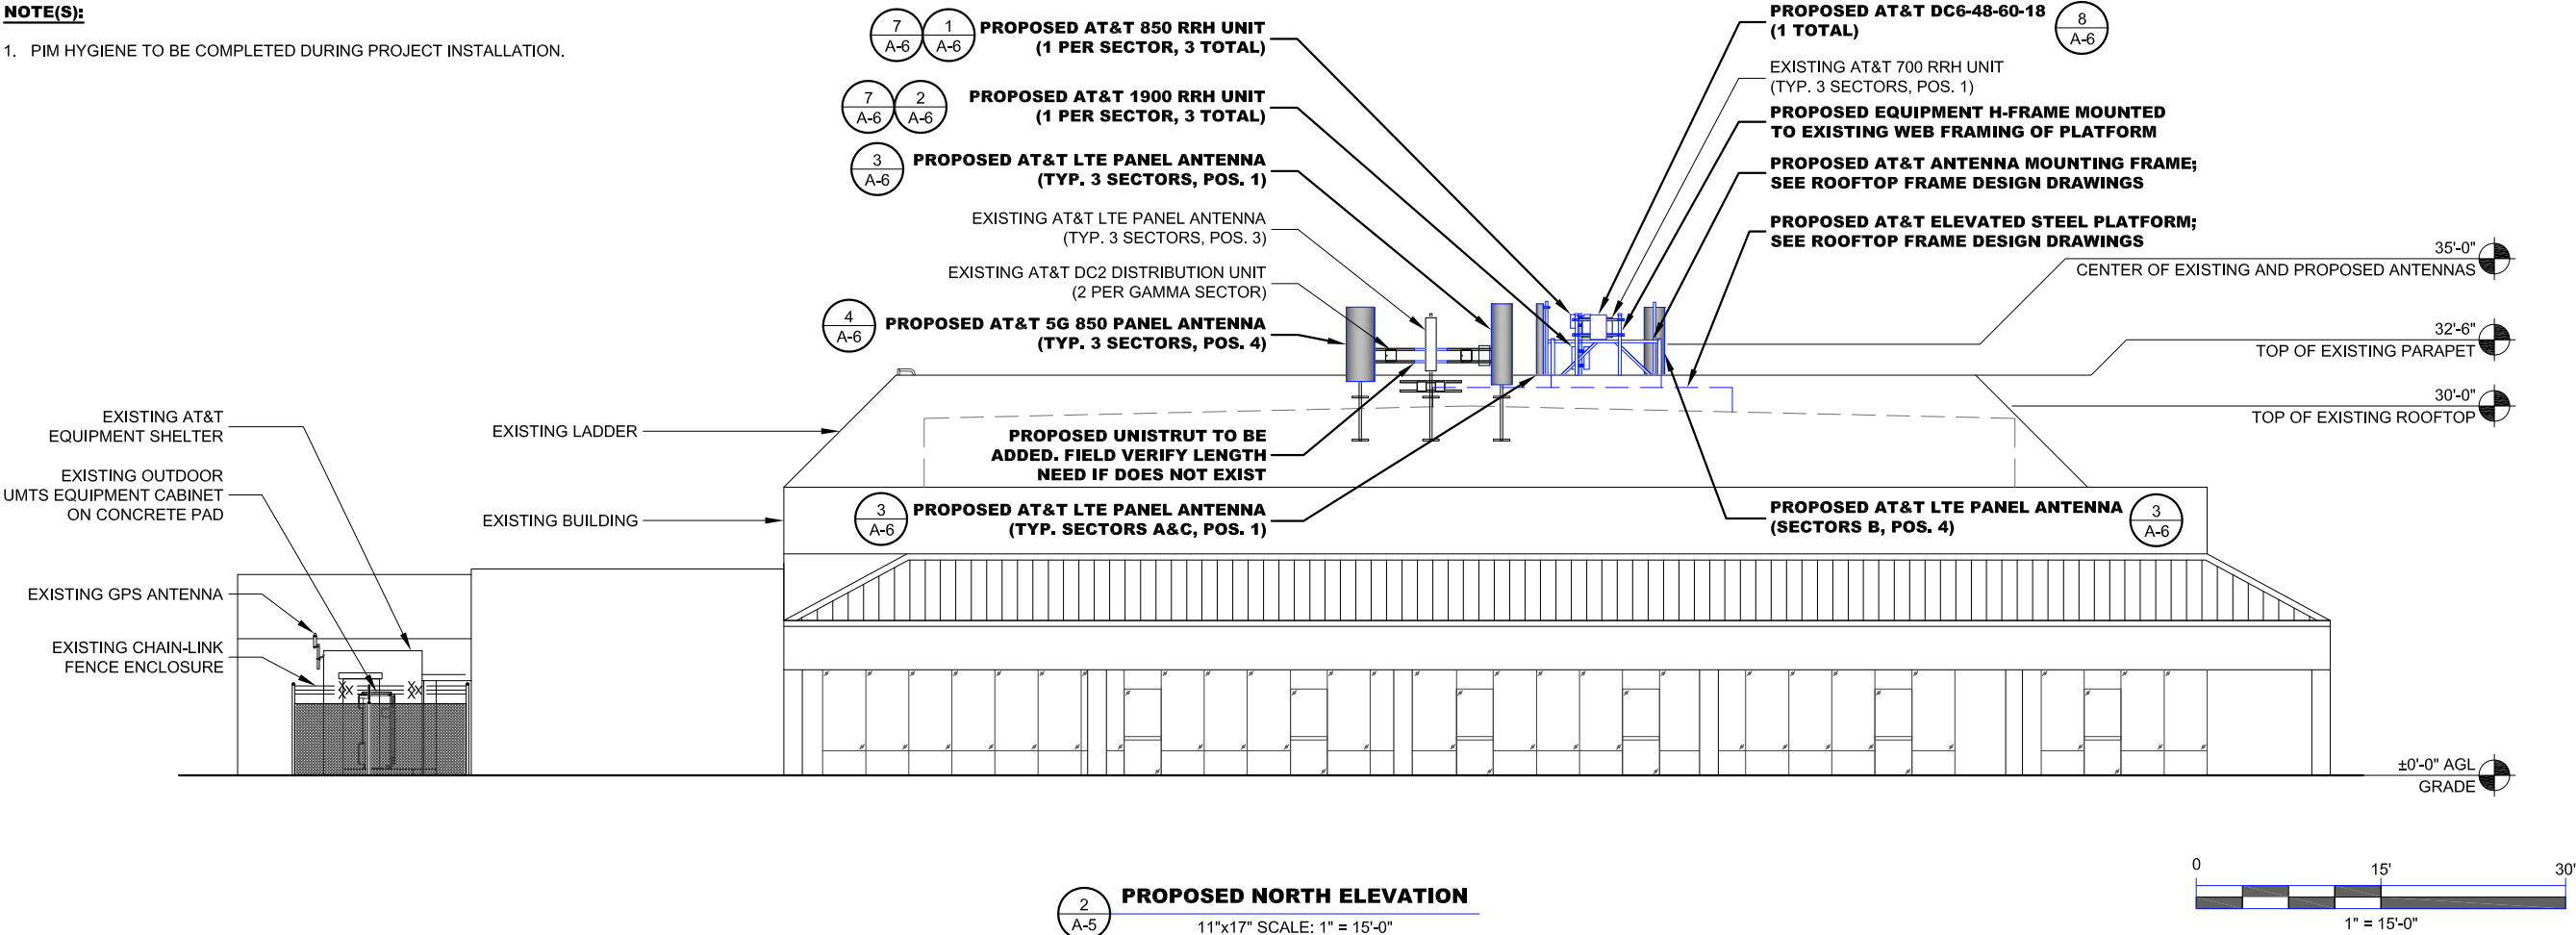 NOTE(S):
1. PIM HYGIENE TO BE COMPLETED DURING PROJECT INSTALLATION.
7
A-6
1
A-6
PROPOSED AT&T 850 RRH UNIT
(1 PER SECTOR, 3 TOTAL)
7
A-6
2
A-6
PROPOSED AT&T 1900 RRH UNIT
(1 PER SECTOR, 3 TOTAL)
3
A-6
PROPOSED AT&T LTE PANEL ANTENNA
(TYP. 3 SECTORS, POS. 1)
EXISTING AT&T LTE PANEL ANTENNA
(TYP. 3 SECTORS, POS. 3)
EXISTING AT&T DC2 DISTRIBUTION UNIT
(2 PER GAMMA SECTOR)
4
A-6
PROPOSED AT&T 5G 850 PANEL ANTENNA
(TYP. 3 SECTORS, POS. 4)
PROPOSED UNISTRUT TO BE
ADDED. FIELD VERIFY LENGTH
NEED IF DOES NOT EXIST
3
A-6
PROPOSED AT&T LTE PANEL ANTENNA
(TYP. SECTORS A&C, POS. 1)
PROPOSED AT&T DC6-48-60-18
(1 TOTAL)
8
A-6
EXISTING AT&T 700 RRH UNIT
(TYP. 3 SECTORS, POS. 1)
PROPOSED EQUIPMENT H-FRAME MOUNTED
TO EXISTING WEB FRAMING OF PLATFORM
PROPOSED AT&T ANTENNA MOUNTING FRAME;
SEE ROOFTOP FRAME DESIGN DRAWINGS
PROPOSED AT&T ELEVATED STEEL PLATFORM;
SEE ROOFTOP FRAME DESIGN DRAWINGS
35'-0"
CENTER OF EXISTING AND PROPOSED ANTENNAS
32'-6"
TOP OF EXISTING PARAPET
30'-0"
TOP OF EXISTING ROOFTOP
PROPOSED AT&T LTE PANEL ANTENNA
(SECTORS B, POS. 4)
3
A-6
EXISTING AT&T
EQUIPMENT SHELTER
EXISTING OUTDOOR
UMTS EQUIPMENT CABINET
ON CONCRETE PAD
EXISTING LADDER
EXISTING BUILDING
EXISTING GPS ANTENNA
EXISTING CHAIN-LINK
FENCE ENCLOSURE
±0'-0" AGL
GRADE
2
A-5
PROPOSED NORTH ELEVATION
11"x17" SCALE: 1" = 15'-0"
0
15'
30'
1" = 15'-0"